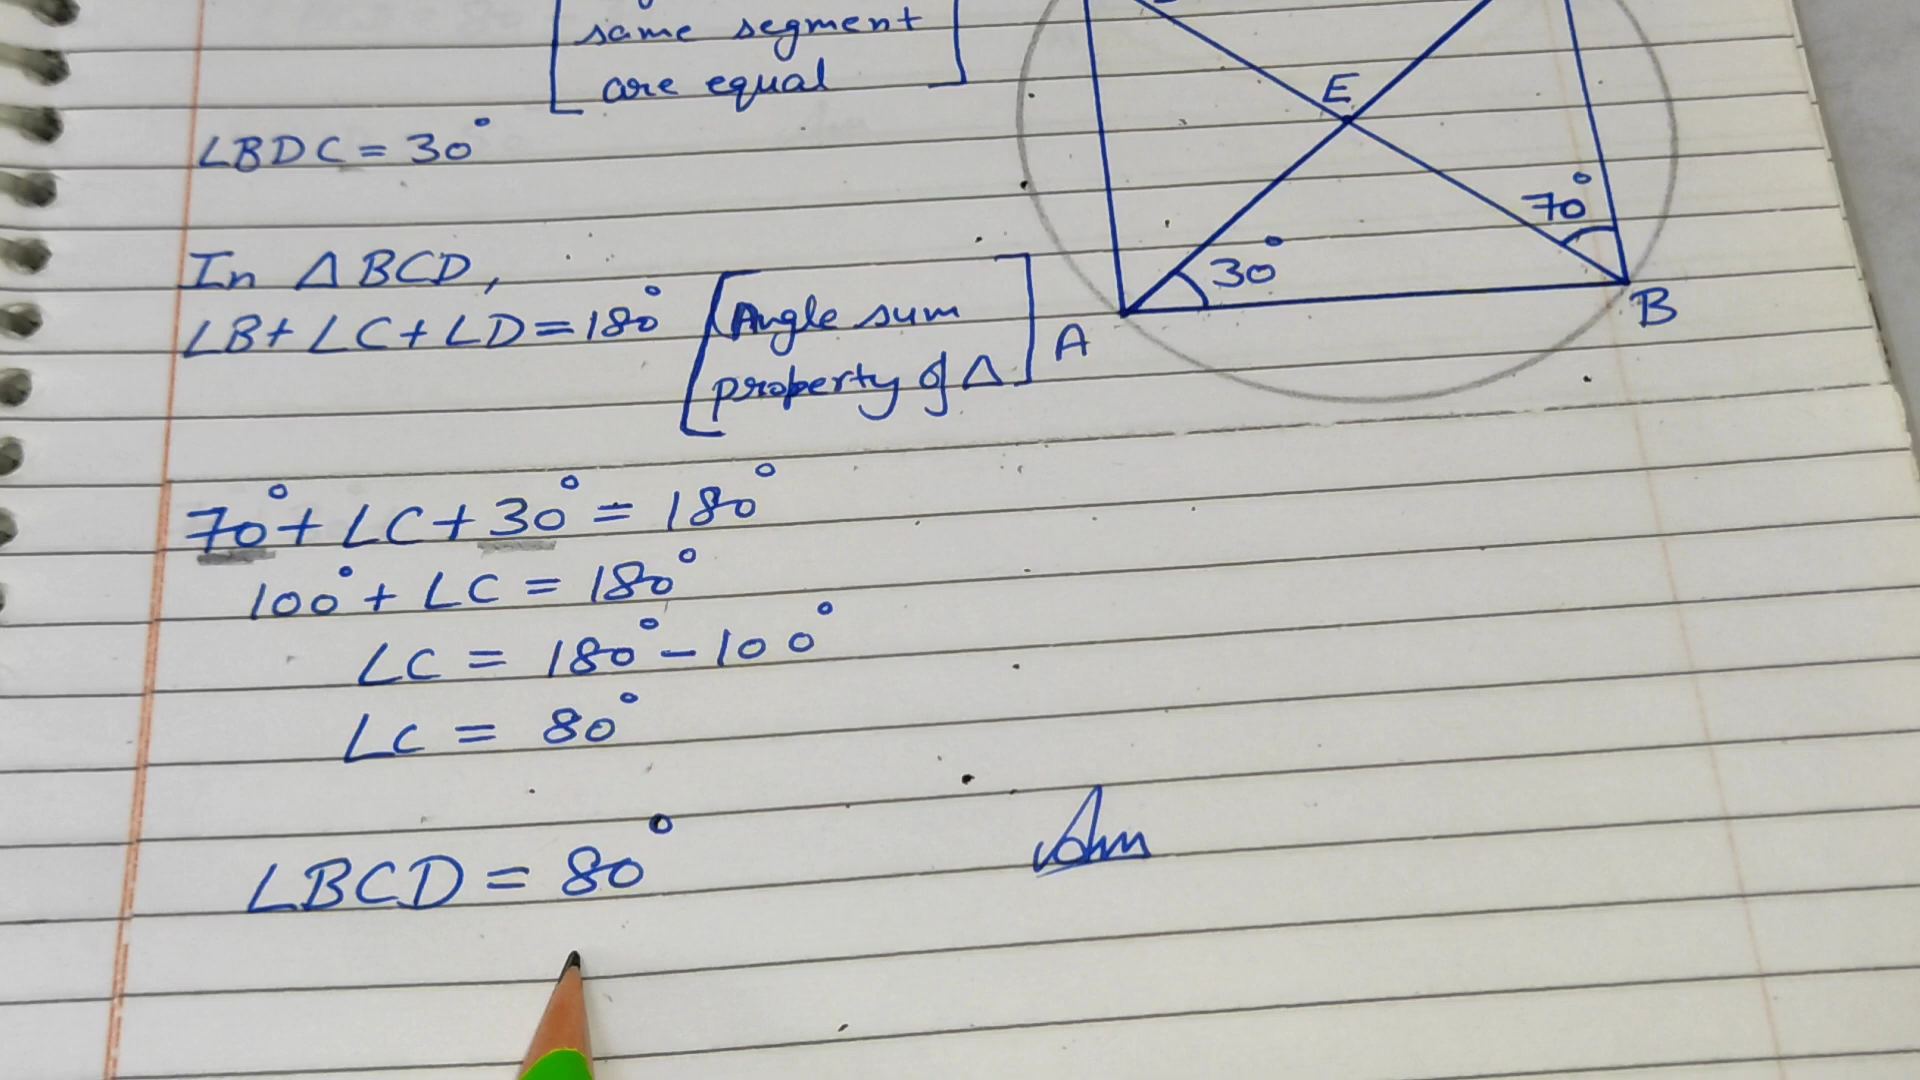 same segment
are equal
∠BDC = 30°
In △BCD,
∠B + ∠C + ∠D = 180° [Angle sum
property of △]
70° + ∠C + 30° = 180°
100° + ∠C = 180°
∠C = 180° - 100°
∠C = 80°
∠BCD = 80°
E
70°
30°
A
B